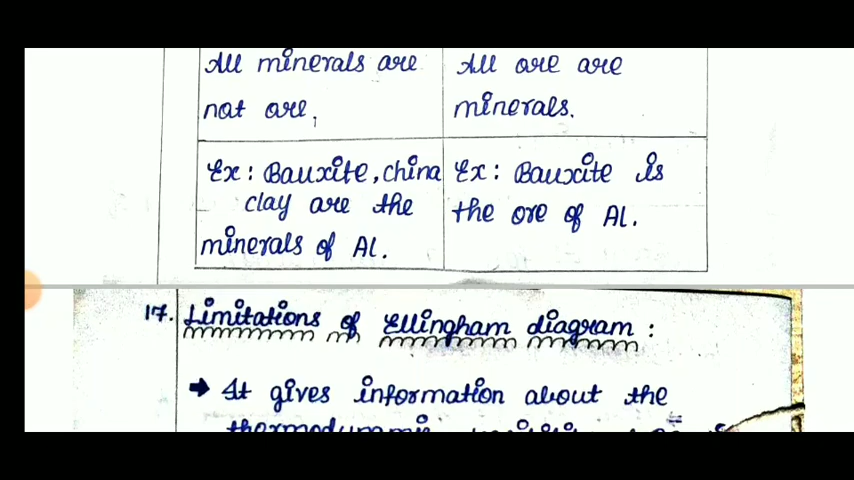 All minerals are
not ore,
All ore are
minerals.
Ex: Bauxite, china
clay are the
minerals of Al.
Ex: Bauxite is
the ore of Al.
17. Limitations of Ellingham diagram:
➔ It gives information about the